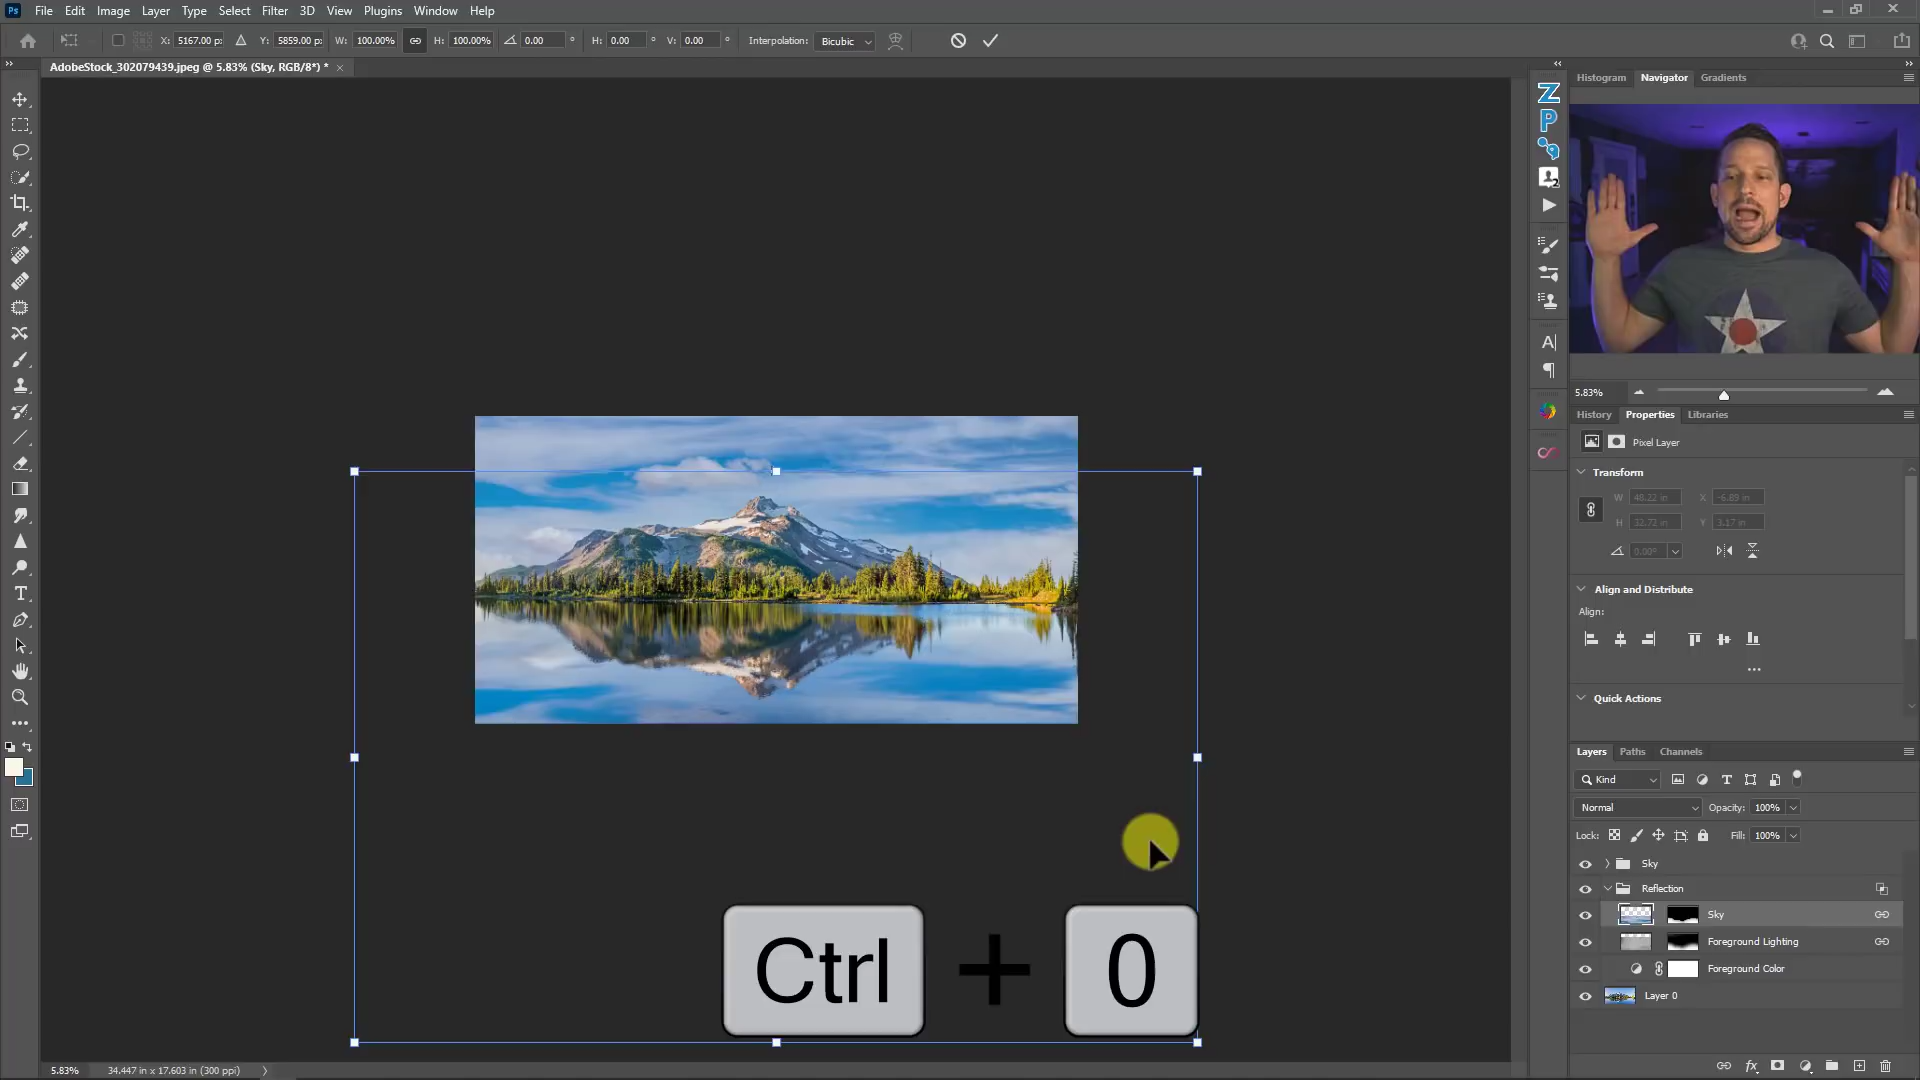 Ps File Edit Image Layer Type Select Filter 3D View Plugins Window Help
X: 5167.00 px Y: 5859.00 px W: 100.00% H: 100.00% 0.00 ° H: 0.00 ° V: 0.00 ° Interpolation: Bicubic
AdobeStock_302079439.jpeg @ 5.83% (Sky, RGB/8*) * ×
Histogram Navigator Gradients
Z
P
2
A
¶
5.83%
History Properties Libraries
Pixel Layer
Transform
W 48.22 in X -6.89 in
H 32.72 in Y 3.17 in
0.00°
Align and Distribute
Align:
Quick Actions
Layers Paths Channels
Kind
T
Normal Opacity: 100%
Lock: Fill: 100%
Sky
Reflection
Sky
Foreground Lighting
Foreground Color
Layer 0
fx
Ctrl + 0
5.83% 34.447 in x 17.603 in (300 ppi)